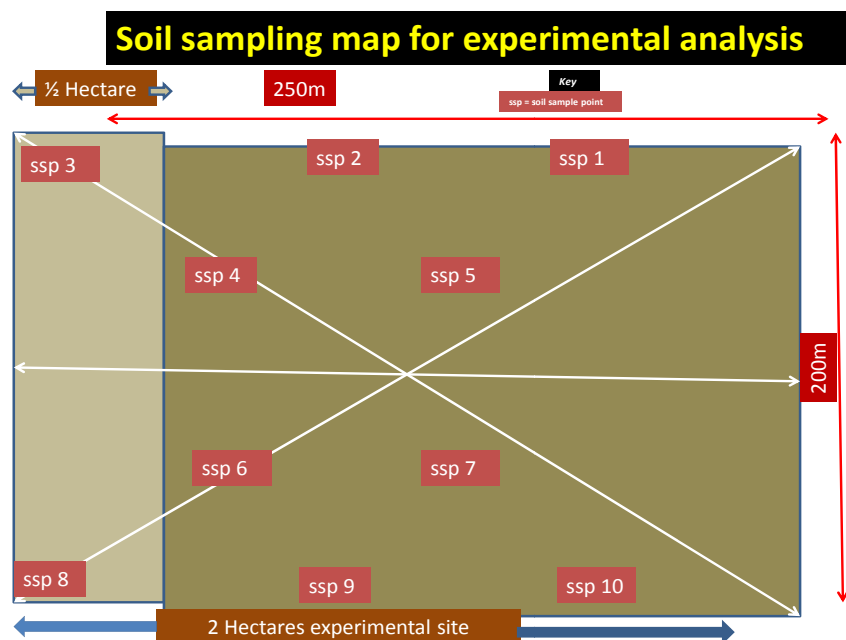 Soil sampling map for experimental analysis
½ Hectare
250m
Key
ssp = soil sample point
ssp 3
ssp 2
ssp 1
ssp 4
ssp 5
200m
ssp 6
ssp 7
ssp 8
ssp 9
ssp 10
2 Hectares experimental site